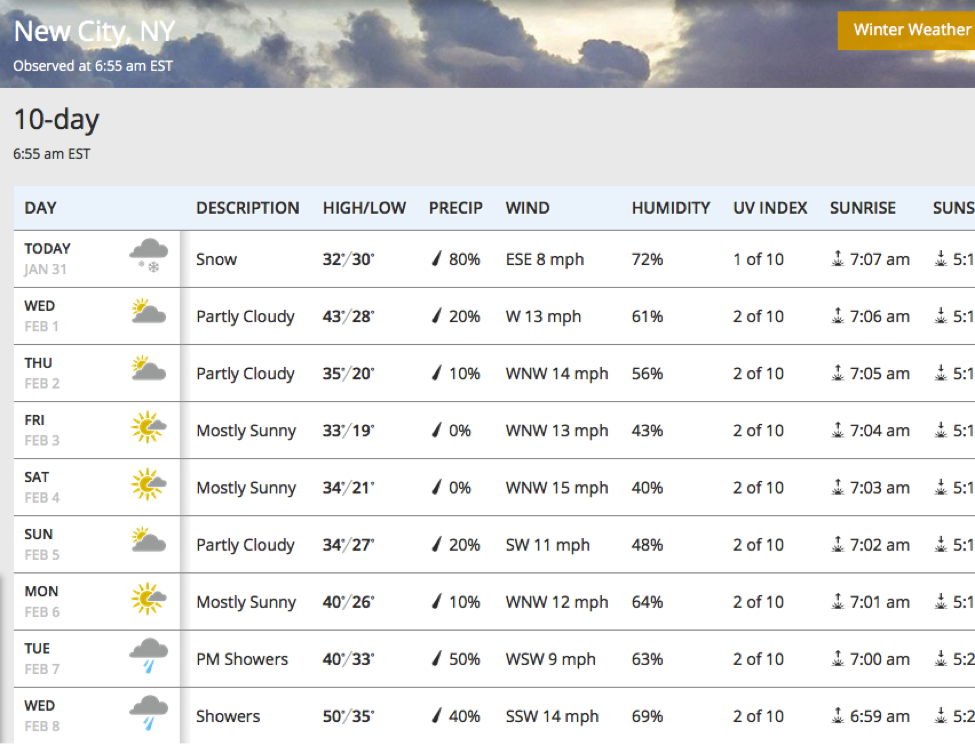 New City, NY
Winter Weather
Observed at 6:55 am EST
10-day
6:55 am EST
DAY DESCRIPTION HIGH/LOW PRECIP WIND HUMIDITY UV INDEX SUNRISE SUNS
TODAY
JAN 31 Snow 32°/30° 80% ESE 8 mph 72% 1 of 10 7:07 am 5:1
WED
FEB 1 Partly Cloudy 43°/28° 20% W 13 mph 61% 2 of 10 7:06 am 5:1
THU
FEB 2 Partly Cloudy 35°/20° 10% WNW 14 mph 56% 2 of 10 7:05 am 5:1
FRI
FEB 3 Mostly Sunny 33°/19° 0% WNW 13 mph 43% 2 of 10 7:04 am 5:1
SAT
FEB 4 Mostly Sunny 34°/21° 0% WNW 15 mph 40% 2 of 10 7:03 am 5:1
SUN
FEB 5 Partly Cloudy 34°/27° 20% SW 11 mph 48% 2 of 10 7:02 am 5:1
MON
FEB 6 Mostly Sunny 40°/26° 10% WNW 12 mph 64% 2 of 10 7:01 am 5:1
TUE
FEB 7 PM Showers 40°/33° 50% WSW 9 mph 63% 2 of 10 7:00 am 5:2
WED
FEB 8 Showers 50°/35° 40% SSW 14 mph 69% 2 of 10 6:59 am 5:2